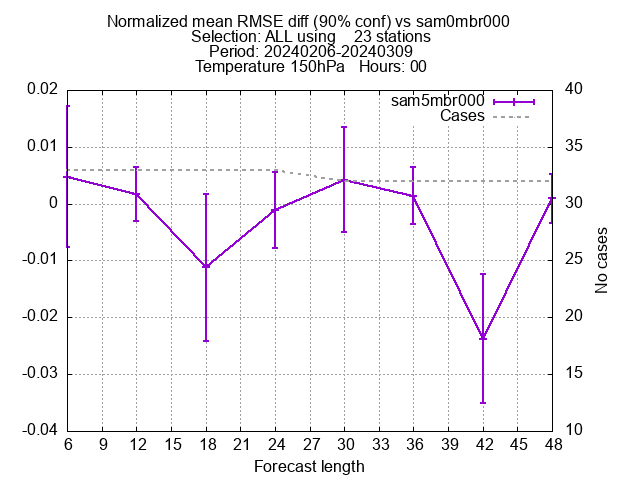 Normalized mean RMSE diff (90% conf) vs sam0mbr000
Selection: ALL using    23 stations
Period: 20240206-20240309
Temperature 150hPa   Hours: 00
0.02
0.01
0
-0.01
-0.02
-0.03
-0.04
40
35
30
25
20
15
10
sam5mbr000
Cases
No cases
6 9 12 15 18 21 24 27 30 33 36 39 42 45 48
Forecast length